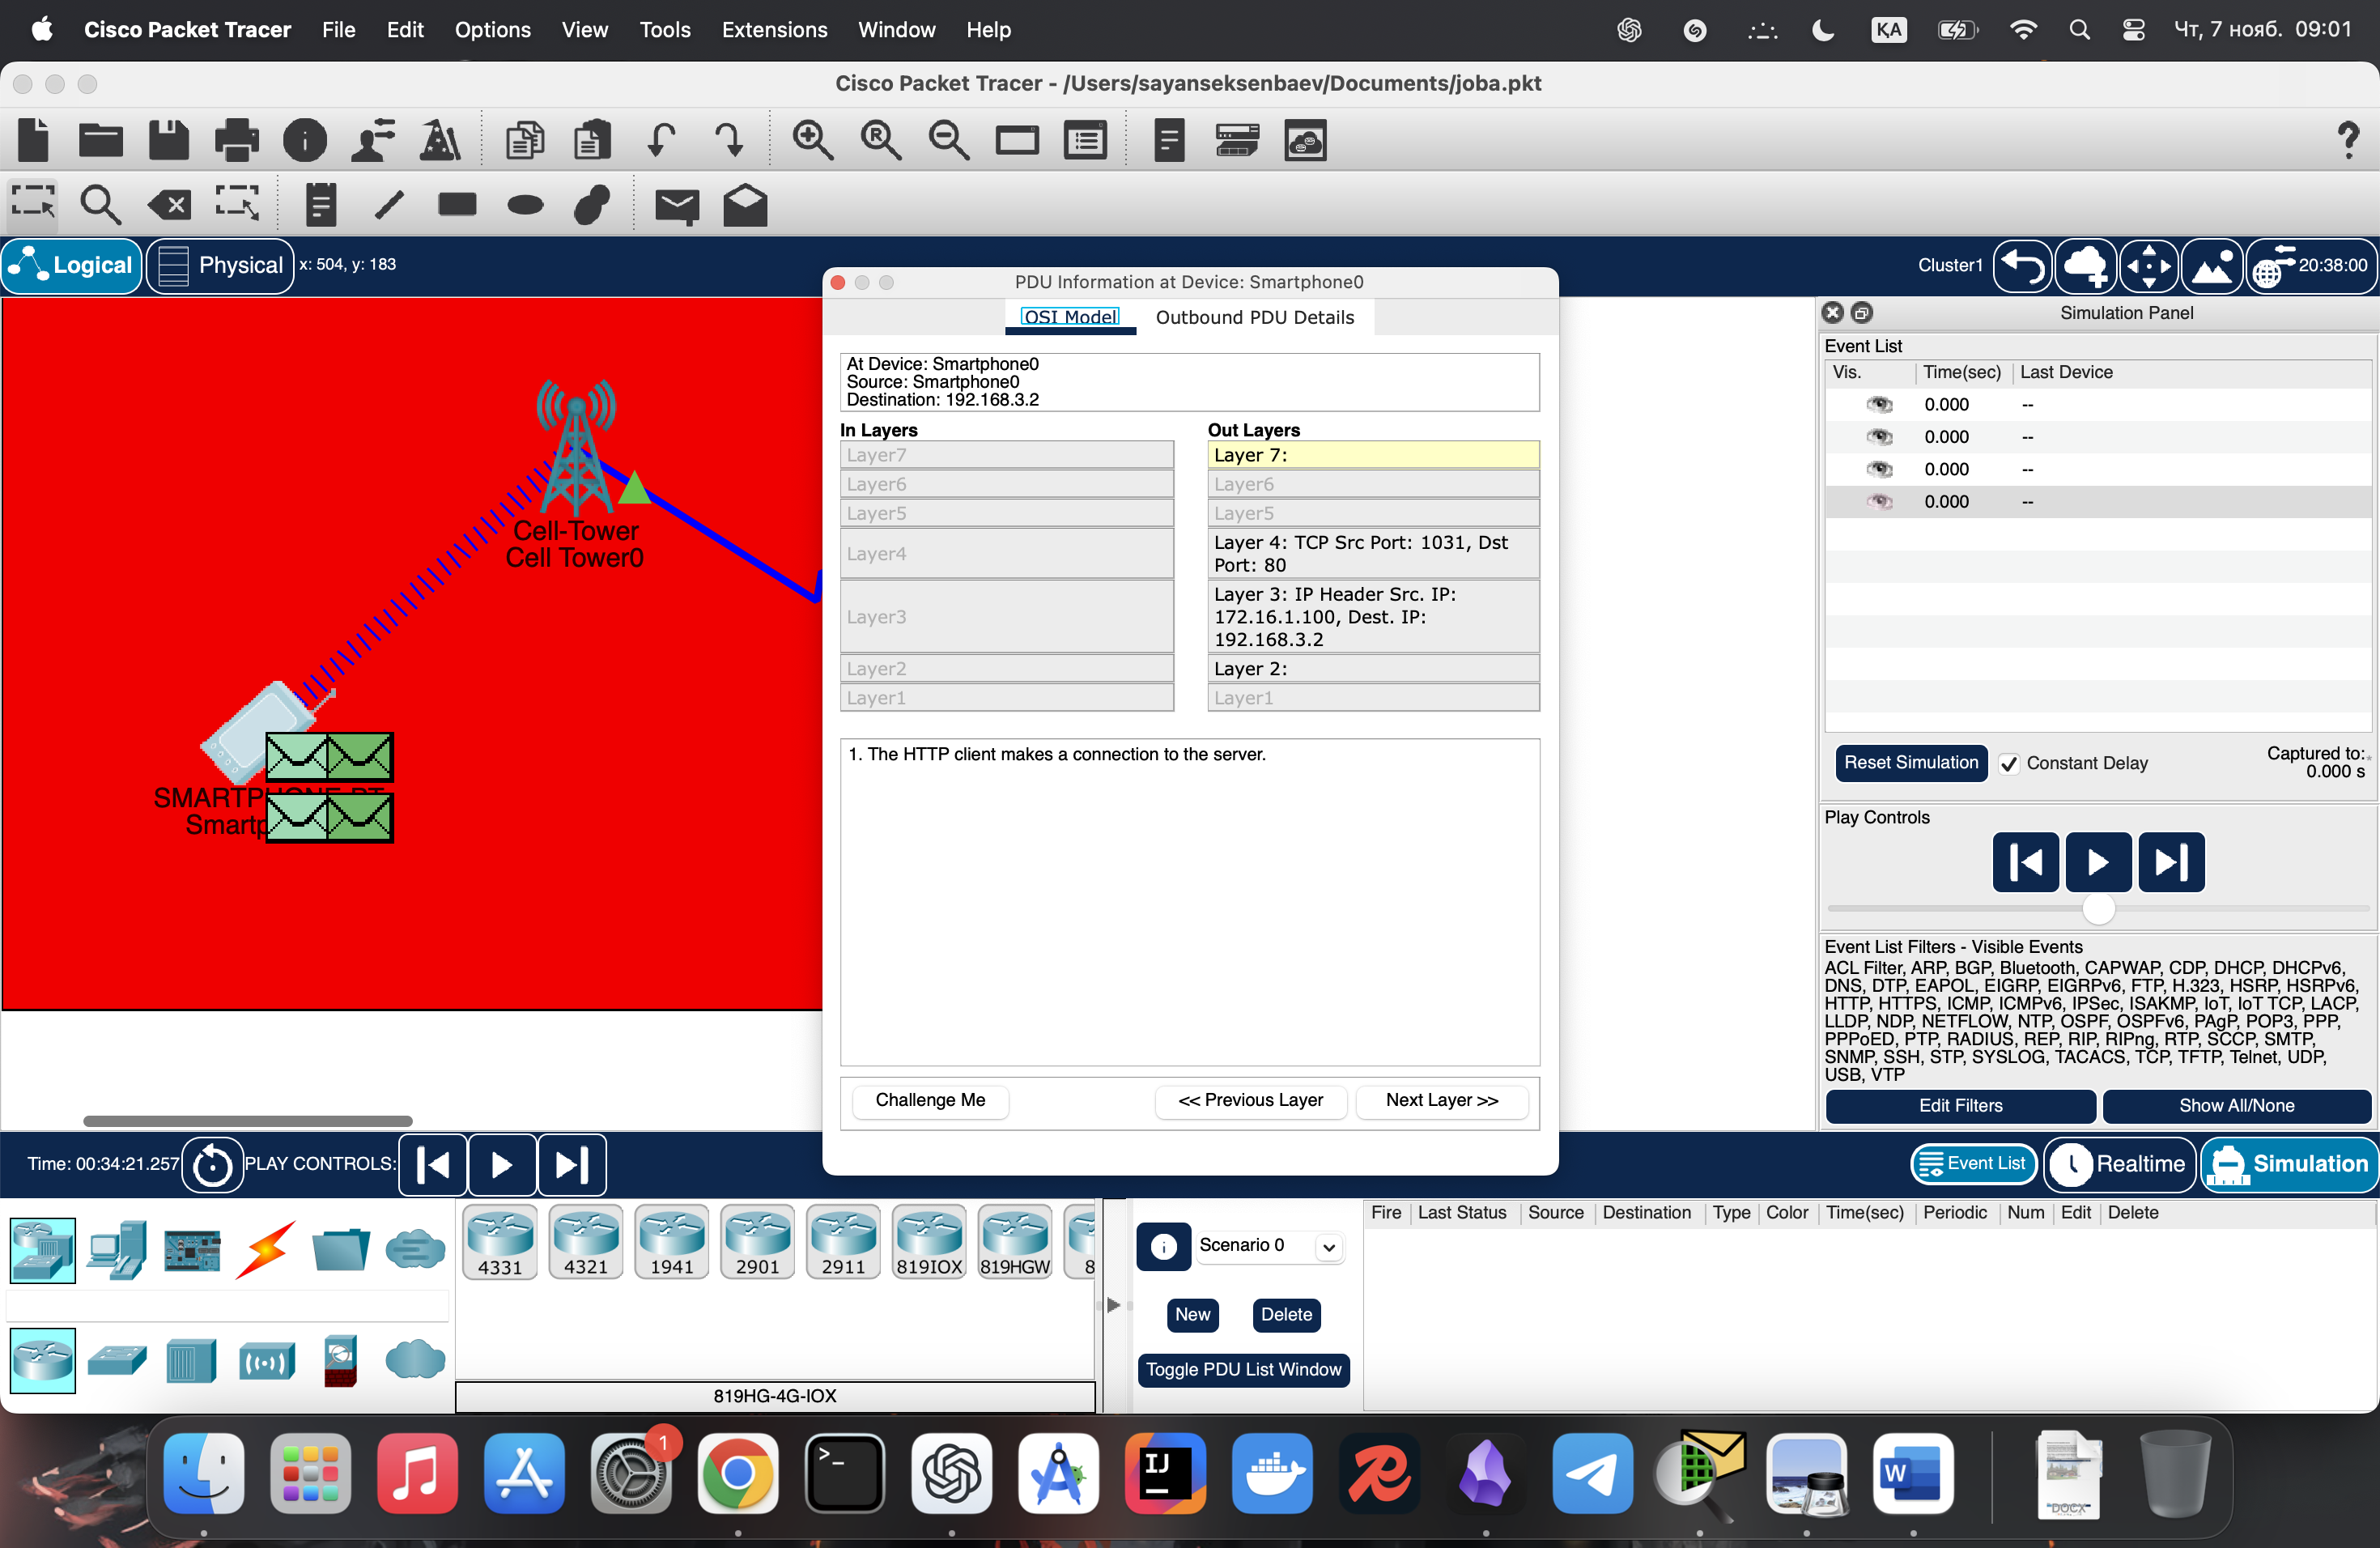 Cisco Packet Tracer File Edit Options View Tools Extensions Window Help ҚА Чт, 7 нояб. 09:01
Cisco Packet Tracer - /Users/sayanseksenbaev/Documents/joba.pkt
Logical Physical x: 504, y: 183 Cluster1 20:38:00
Cell-Tower
Cell Tower0
SMARTPHONE-PT
Smartp
PDU Information at Device: Smartphone0
OSI Model Outbound PDU Details
At Device: Smartphone0
Source: Smartphone0
Destination: 192.168.3.2
In Layers Out Layers
Layer7 Layer 7:
Layer6 Layer6
Layer5 Layer5
Layer4 Layer 4: TCP Src Port: 1031, Dst
Port: 80
Layer3 Layer 3: IP Header Src. IP:
172.16.1.100, Dest. IP:
192.168.3.2
Layer2 Layer 2:
Layer1 Layer1
1. The HTTP client makes a connection to the server.
Challenge Me << Previous Layer Next Layer >>
Simulation Panel
Event List
Vis. Time(sec) Last Device
0.000 --
0.000 --
0.000 --
0.000 --
Reset Simulation Constant Delay Captured to:
0.000 s
Play Controls
Event List Filters - Visible Events
ACL Filter, ARP, BGP, Bluetooth, CAPWAP, CDP, DHCP, DHCPv6,
DNS, DTP, EAPOL, EIGRP, EIGRPv6, FTP, H.323, HSRP, HSRPv6,
HTTP, HTTPS, ICMP, ICMPv6, IPSec, ISAKMP, IoT, IoT TCP, LACP,
LLDP, NDP, NETFLOW, NTP, OSPF, OSPFv6, PAgP, POP3, PPP,
PPPoED, PTP, RADIUS, REP, RIP, RIPng, RTP, SCCP, SMTP,
SNMP, SSH, STP, SYSLOG, TACACS, TCP, TFTP, Telnet, UDP,
USB, VTP
Edit Filters Show All/None
Time: 00:34:21.257 PLAY CONTROLS: Event List Realtime Simulation
4331 4321 1941 2901 2911 819IOX 819HGW 8
819HG-4G-IOX
Scenario 0
New Delete
Toggle PDU List Window
Fire Last Status Source Destination Type Color Time(sec) Periodic Num Edit Delete
1
IJ
W
DOCX